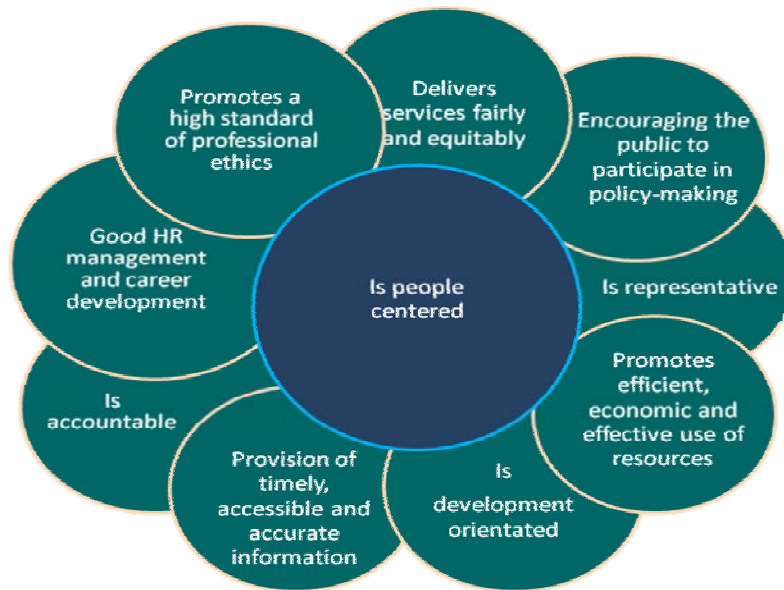 Promotes a
high standard
of professional
ethics
Delivers
services fairly
and equitably
Encouraging the
public to
participate in
policy-making
Good HR
management
and career
development
Is people
centered
Is representative
Is
accountable
Promotes
efficient,
economic and
effective use of
resources
Provision of
timely,
accessible and
accurate
information
Is
development
orientated